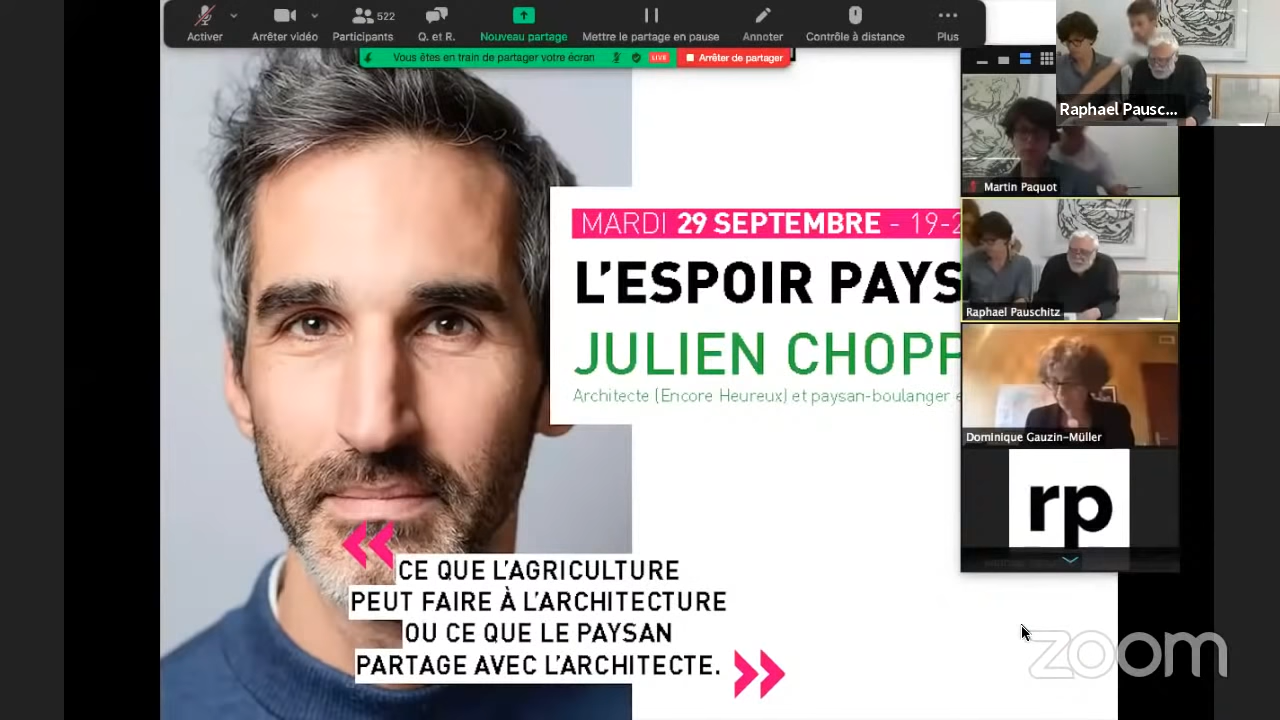 Activer
Arrêter vidéo
Participants
522
Q. et R.
Nouveau partage
Mettre le partage en pause
Annoter
Contrôle à distance
Plus
Vous êtes en train de partager votre écran
LIVE
Arrêter de partager
Raphael Pausc...
Martin Paquot
Raphael Pauschitz
Dominique Gauzin-Müller
rp
MARDI 29 SEPTEMBRE - 19-2
L'ESPOIR PAYS
JULIEN CHOPP
Architecte (Encore Heureux) et paysan-boulanger e
« CE QUE L'AGRICULTURE
PEUT FAIRE À L'ARCHITECTURE
OU CE QUE LE PAYSAN
PARTAGE AVEC L'ARCHITECTE. »
zoom